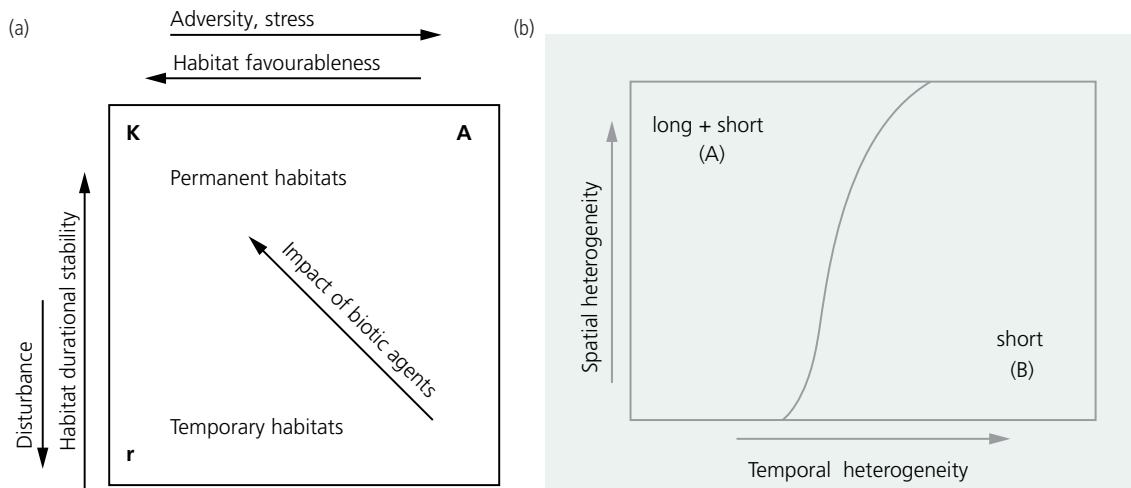 (a)
Adversity, stress
Habitat favourableness
K
A
Permanent habitats
Impact of biotic agents
Temporary habitats
r
Disturbance
Habitat durational stability
(b)
long + short
(A)
short
(B)
Spatial heterogeneity
Temporal heterogeneity